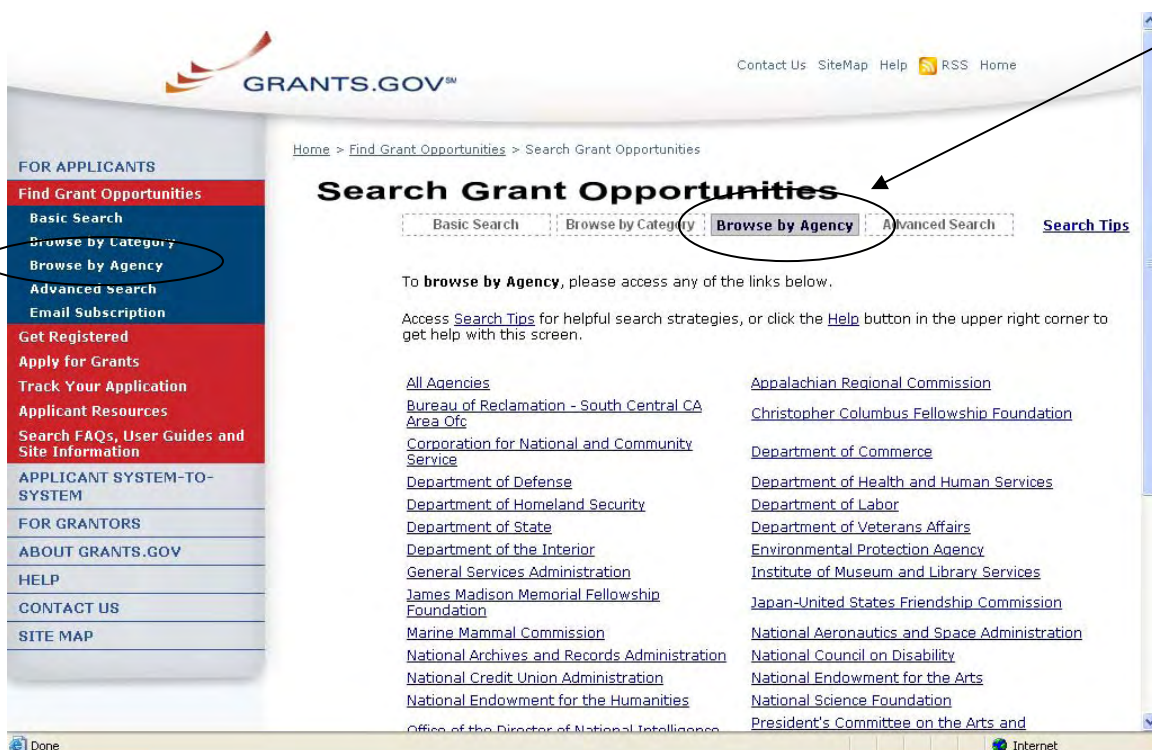 GRANTS.GOV℠
Contact Us SiteMap Help RSS Home
FOR APPLICANTS
Find Grant Opportunities
Basic Search
Browse by Category
Browse by Agency
Advanced Search
Email Subscription
Get Registered
Apply for Grants
Track Your Application
Applicant Resources
Search FAQs, User Guides and
Site Information
APPLICANT SYSTEM-TO-
SYSTEM
FOR GRANTORS
ABOUT GRANTS.GOV
HELP
CONTACT US
SITE MAP
Home > Find Grant Opportunities > Search Grant Opportunities
Search Grant Opportunities
Basic Search Browse by Category Browse by Agency Advanced Search Search Tips
To browse by Agency, please access any of the links below.
Access Search Tips for helpful search strategies, or click the Help button in the upper right corner to
get help with this screen.
All Agencies Appalachian Regional Commission
Bureau of Reclamation - South Central CA
Area Ofc Christopher Columbus Fellowship Foundation
Corporation for National and Community
Service Department of Commerce
Department of Defense Department of Health and Human Services
Department of Homeland Security Department of Labor
Department of State Department of Veterans Affairs
Department of the Interior Environmental Protection Agency
General Services Administration Institute of Museum and Library Services
James Madison Memorial Fellowship
Foundation Japan-United States Friendship Commission
Marine Mammal Commission National Aeronautics and Space Administration
National Archives and Records Administration National Council on Disability
National Credit Union Administration National Endowment for the Arts
National Endowment for the Humanities National Science Foundation
Office of the Director of National Intelligence President's Committee on the Arts and
Done Internet